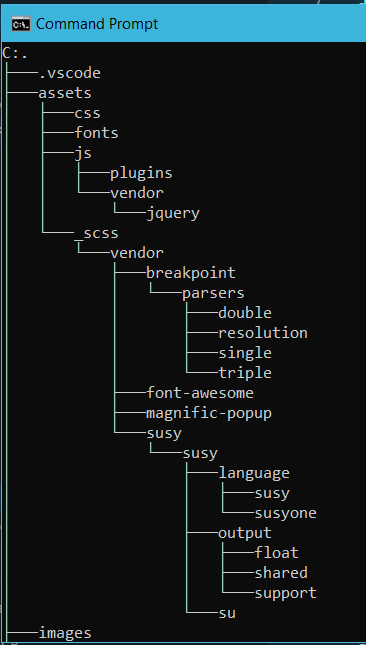 Command Prompt
C:.
├───.vscode
├───assets
│   ├───css
│   ├───fonts
│   ├───js
│   │   ├───plugins
│   │   └───vendor
│   │       └───jquery
│   └───_scss
│       └───vendor
│           ├───breakpoint
│           │   └───parsers
│           │       ├───double
│           │       ├───resolution
│           │       ├───single
│           │       └───triple
│           ├───font-awesome
│           ├───magnific-popup
│           └───susy
│               └───susy
│                   ├───language
│                   │   ├───susy
│                   │   └───susyone
│                   ├───output
│                   │   ├───float
│                   │   ├───shared
│                   │   └───support
│                   └───su
├───images